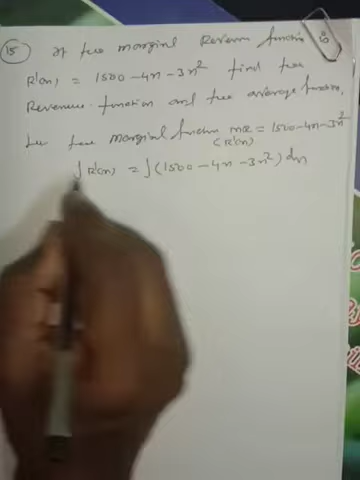 15 If the marginal Revenue function is
R'(x) = 1500 - 4x - 3x² find the
Revenue function and the average function.
Let the marginal function MR = 1500 - 4x - 3x²
(R'(x))
∫R'(x) = ∫(1500 - 4x - 3x²) dx